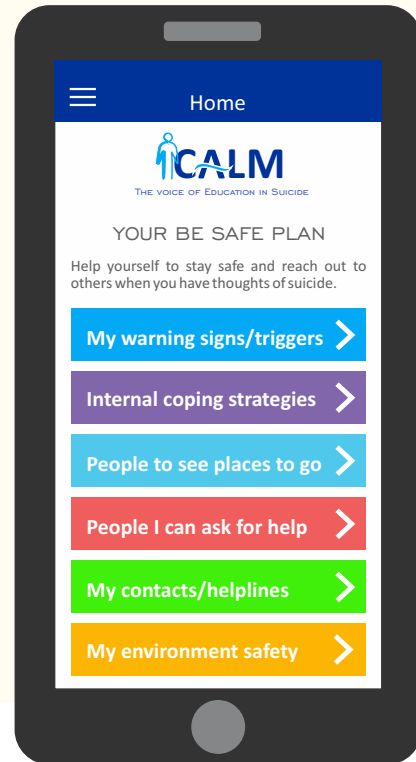 Home
CALM
THE VOICE OF EDUCATION IN SUICIDE
YOUR BE SAFE PLAN
Help yourself to stay safe and reach out to
others when you have thoughts of suicide.
My warning signs/triggers
Internal coping strategies
People to see places to go
People I can ask for help
My contacts/helplines
My environment safety